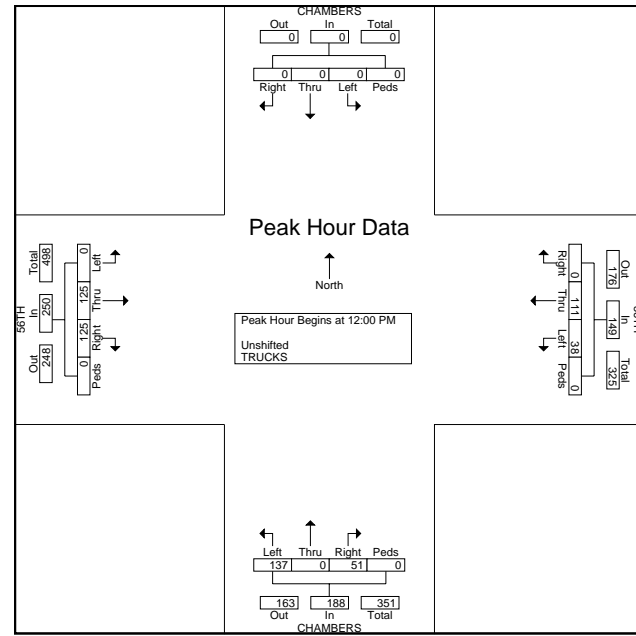 CHAMBERS
Out In Total
0 0 0
0 0 0 0
Right Thru Left Peds
Peak Hour Data
North
Peak Hour Begins at 12:00 PM
Unshifted
TRUCKS
56TH
Total In Out
498 250 248
0 125 125 0
Left Thru Right Peds
Right Thru Left Peds
0 111 38 0
Out In Total
176 149 325
Left Thru Right Peds
137 0 51 0
163 188 351
Out In Total
CHAMBERS